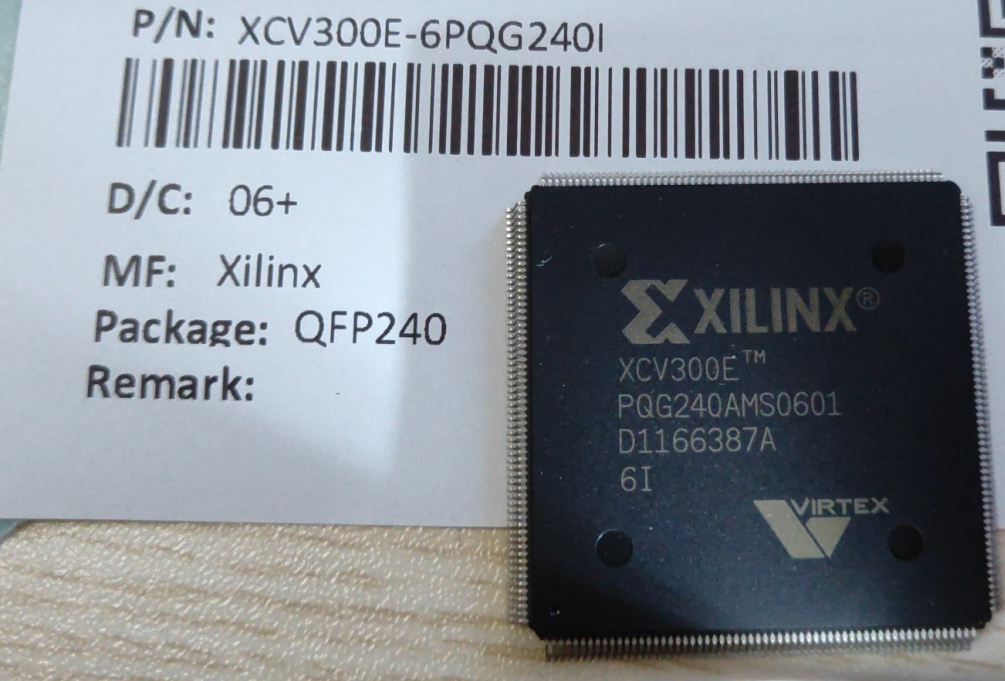 P/N: XCV300E-6PQG240I
D/C: 06+
MF: Xilinx
Package: QFP240
Remark:
XILINX®
XCV300E™
PQG240AMS0601
D1166387A
6I
VIRTEX